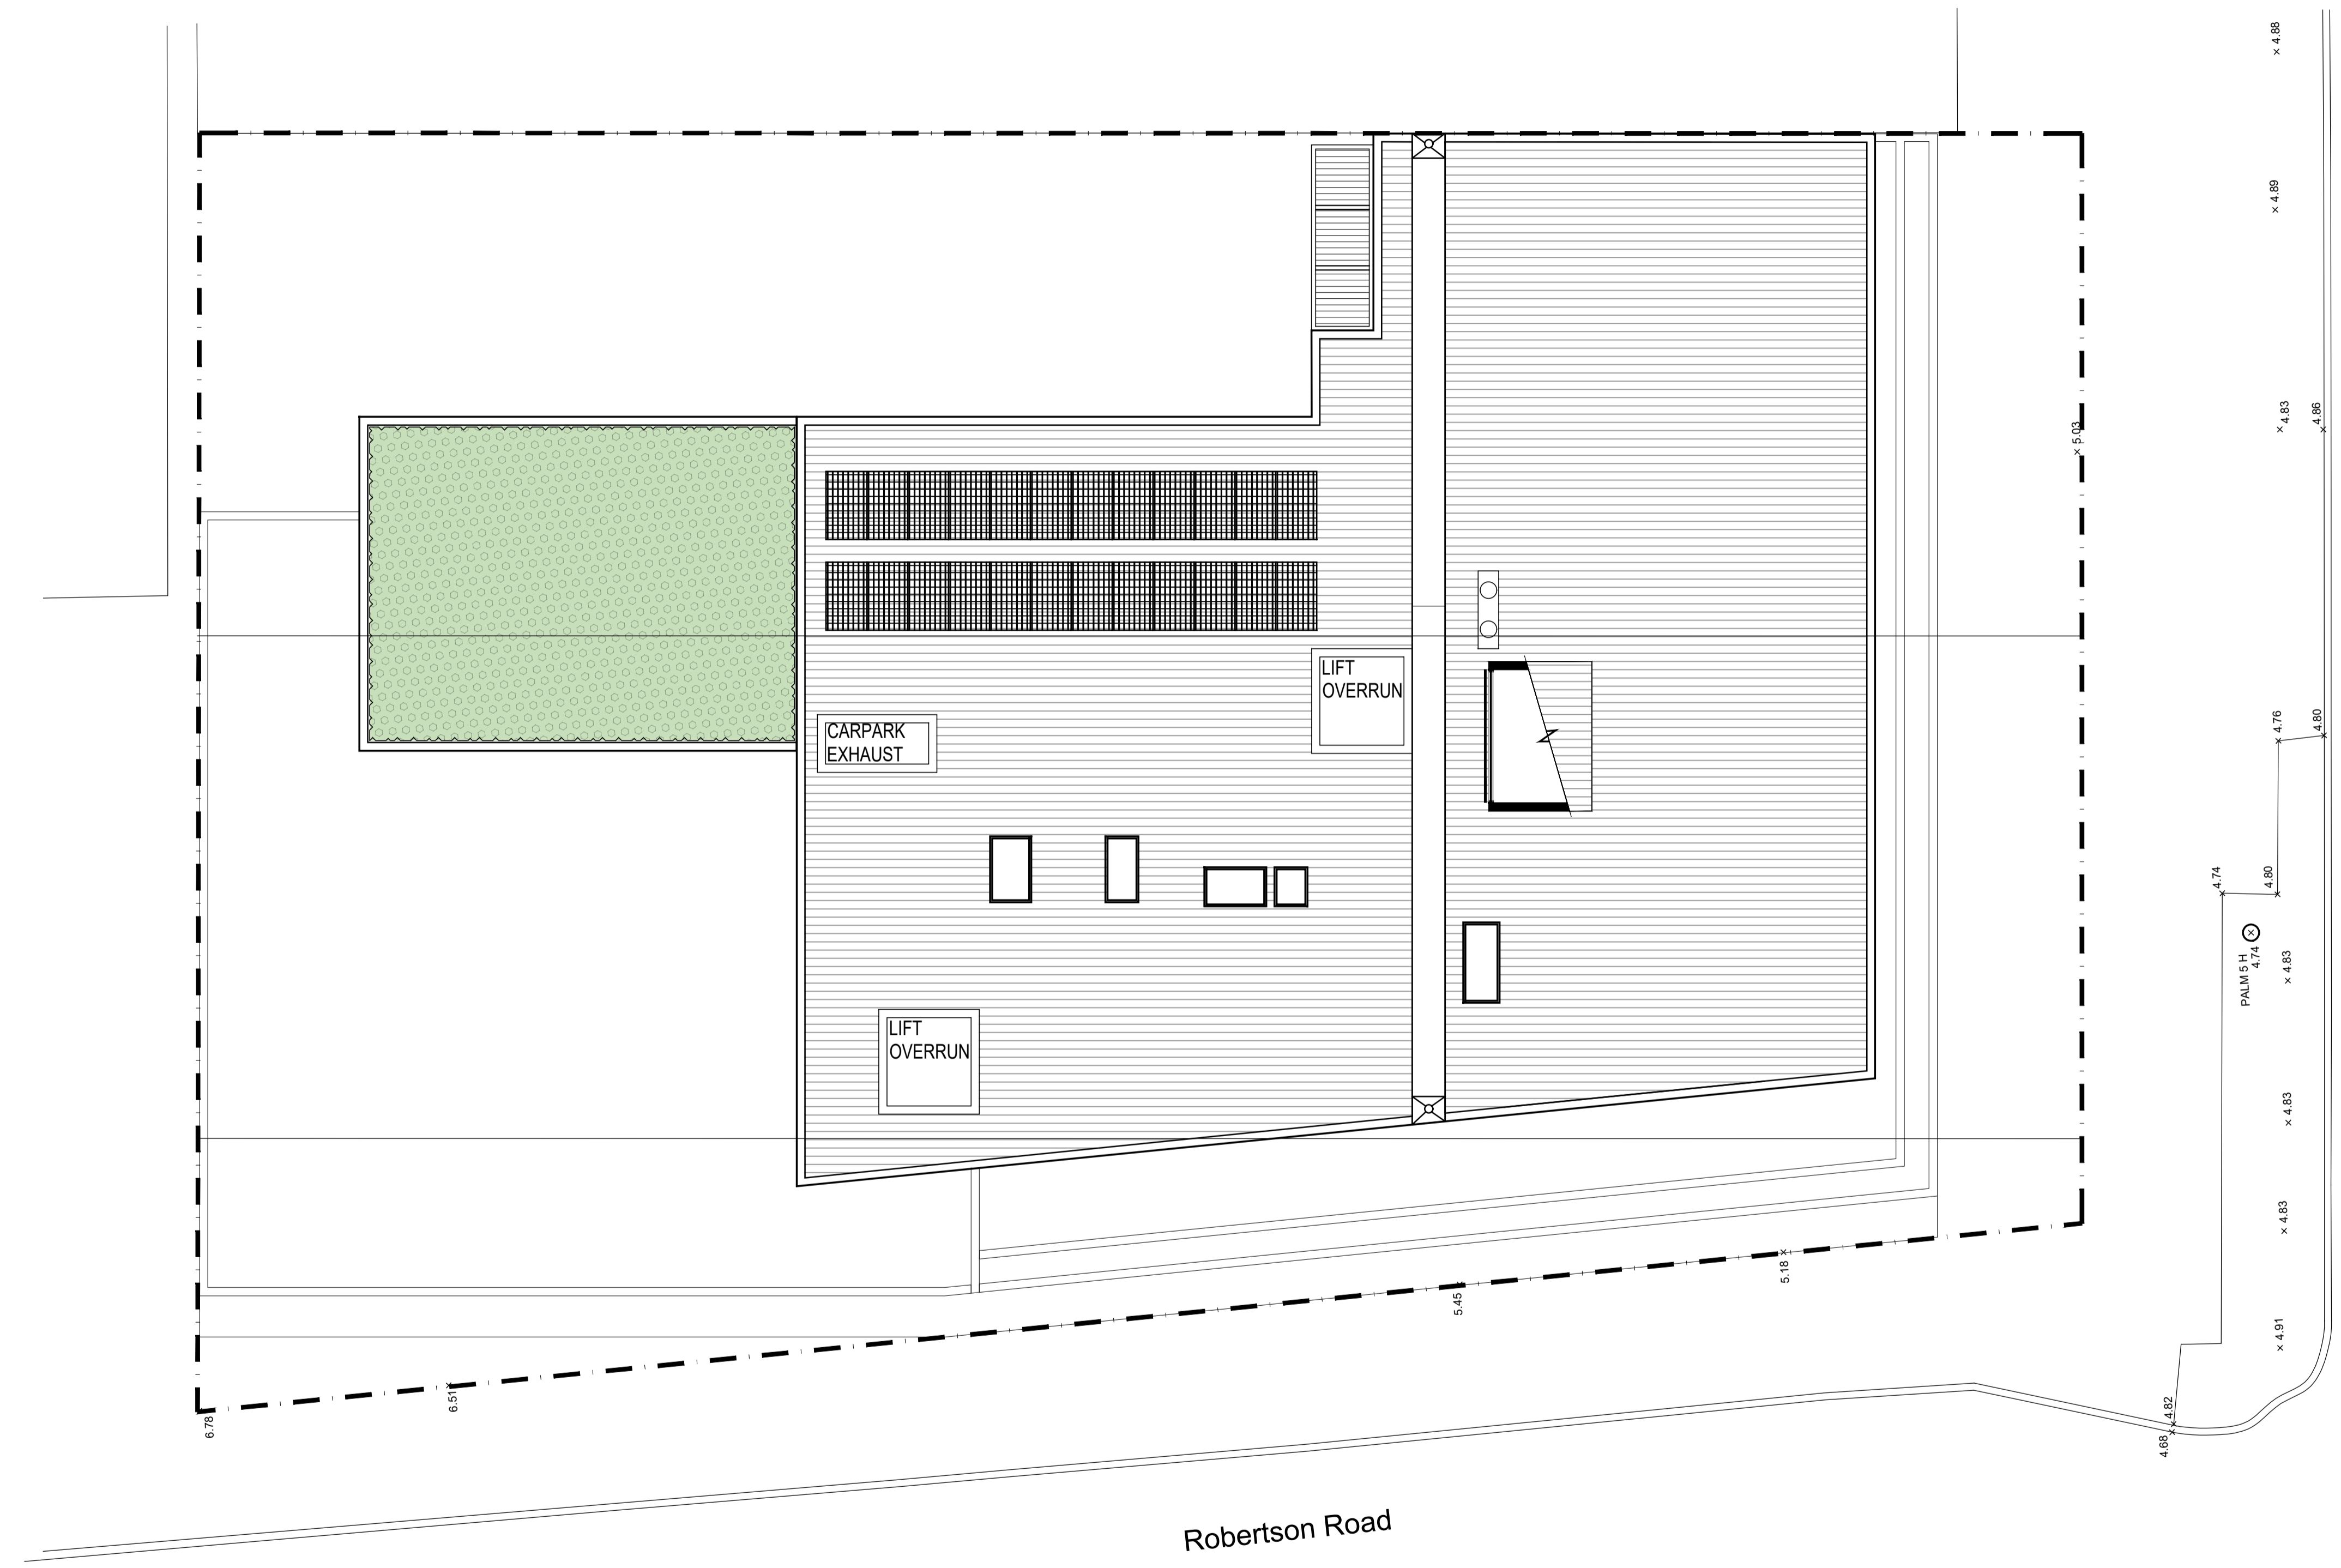 4.88
4.89
4.83
4.86
5.03
LIFT
OVERRUN
4.76
4.80
CARPARK
EXHAUST
4.74
4.80
PALM 5 H
4.74
4.83
LIFT
OVERRUN
4.83
4.83
5.18
5.45
4.91
6.51
6.78
4.82
4.68
Robertson Road